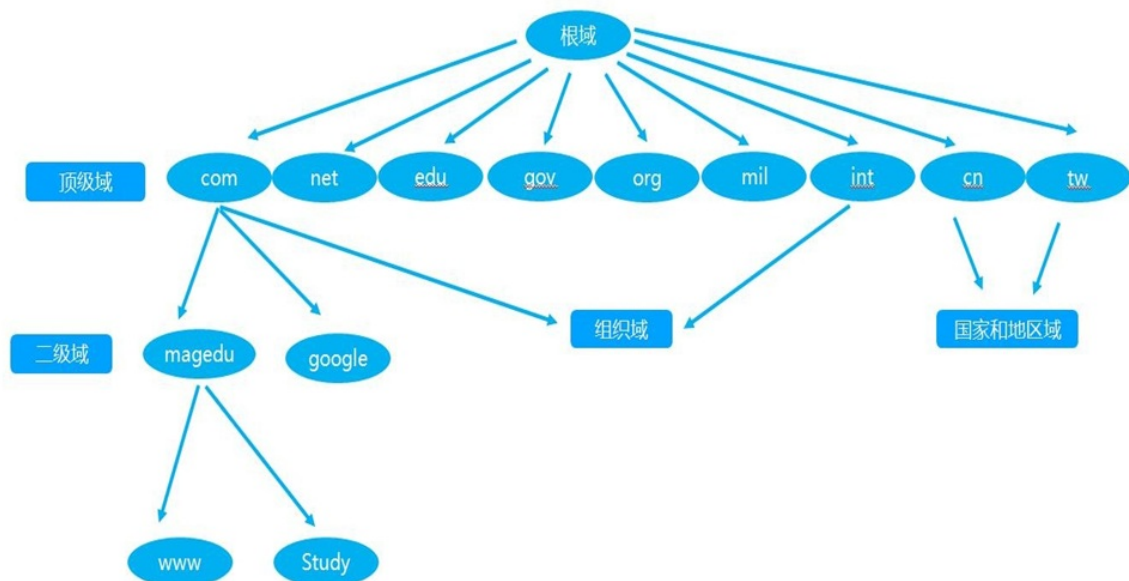 根域
顶级域
com
net
edu
gov
org
mil
int
cn
tw
组织域
国家和地区域
二级域
magedu
google
www
Study